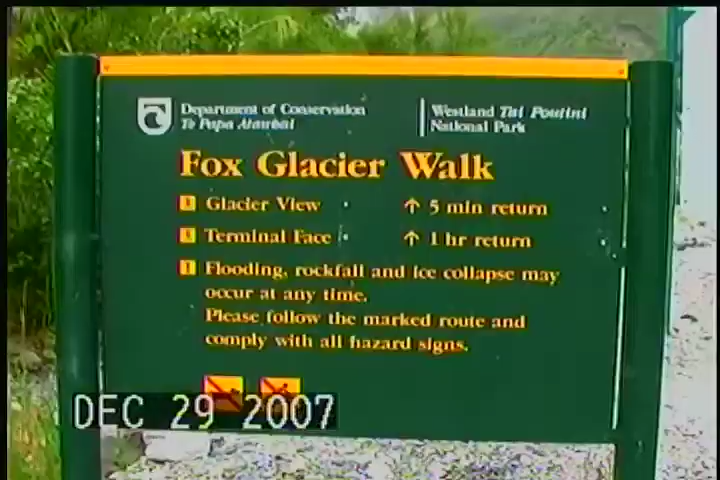 Department of Conservation
Te Papa Atawhai
Westland Tai Poutini
National Park
Fox Glacier Walk
Glacier View ↑ 5 min return
Terminal Face ↑ 1 hr return
! Flooding, rockfall and ice collapse may
occur at any time.
Please follow the marked route and
comply with all hazard signs.
DEC 29 2007